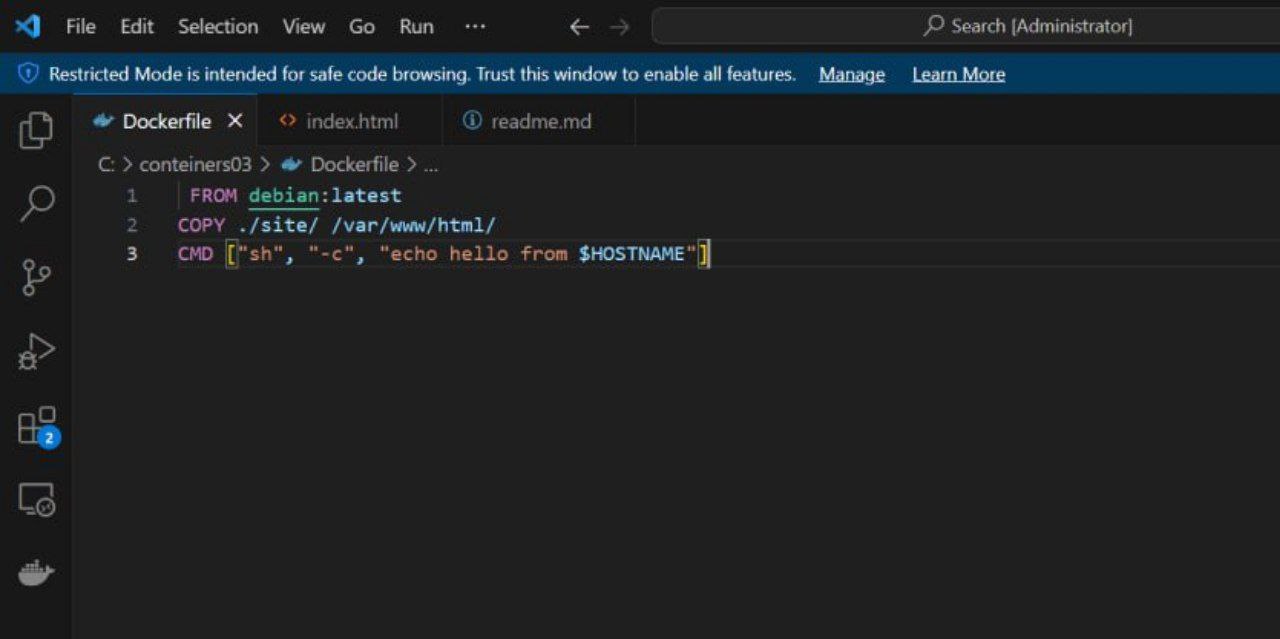 File Edit Selection View Go Run ··· ← → Search [Administrator]
Restricted Mode is intended for safe code browsing. Trust this window to enable all features. Manage Learn More
Dockerfile × index.html readme.md
C: > conteiners03 > Dockerfile > ...
1 FROM debian:latest
2 COPY ./site/ /var/www/html/
3 CMD ["sh", "-c", "echo hello from $HOSTNAME"]
2